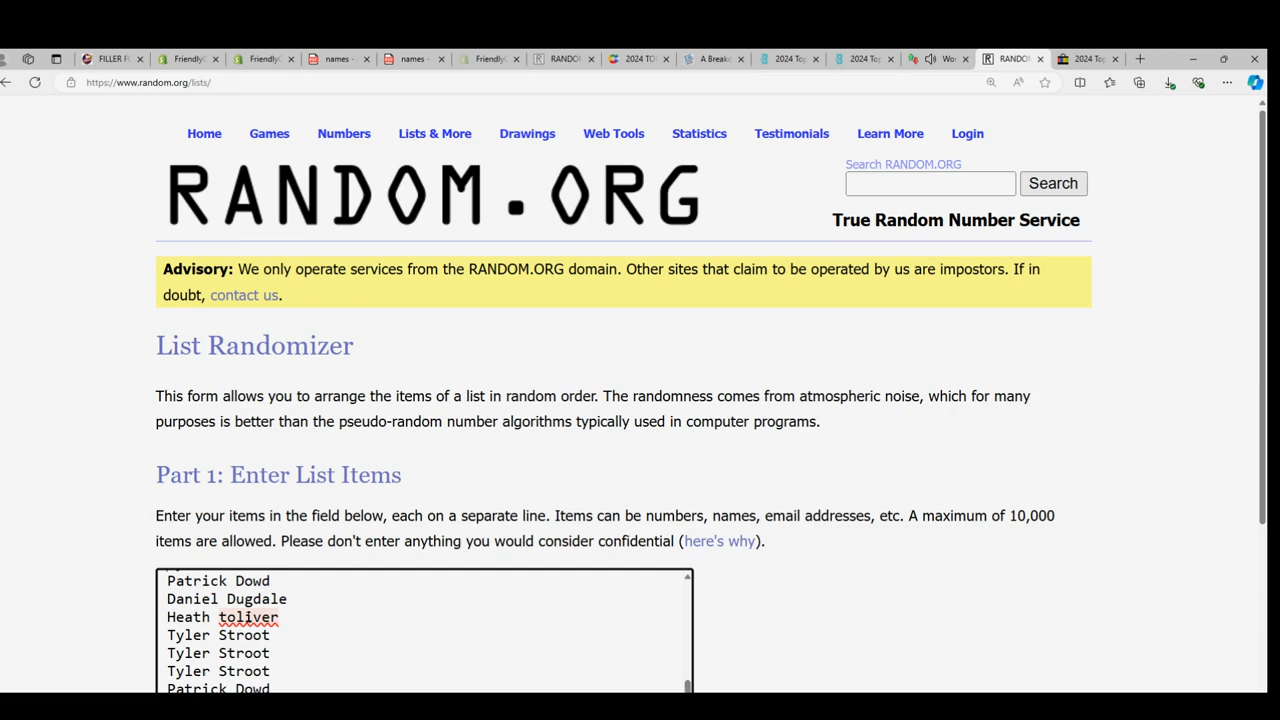 FILLER FO
Friendly
Friendly
names -
names -
Friendly
RANDOM
2024 TO
A Break
2024 Top
2024 Top
Wo
RANDOM
2024 Top
https://www.random.org/lists/
Home Games Numbers Lists & More Drawings Web Tools Statistics Testimonials Learn More Login
RANDOM.ORG
Search RANDOM.ORG
Search
True Random Number Service
Advisory: We only operate services from the RANDOM.ORG domain. Other sites that claim to be operated by us are impostors. If in
doubt, contact us.
List Randomizer
This form allows you to arrange the items of a list in random order. The randomness comes from atmospheric noise, which for many
purposes is better than the pseudo-random number algorithms typically used in computer programs.
Part 1: Enter List Items
Enter your items in the field below, each on a separate line. Items can be numbers, names, email addresses, etc. A maximum of 10,000
items are allowed. Please don't enter anything you would consider confidential (here's why).
Patrick Dowd
Daniel Dugdale
Heath toliver
Tyler Stroot
Tyler Stroot
Tyler Stroot
Patrick Dowd